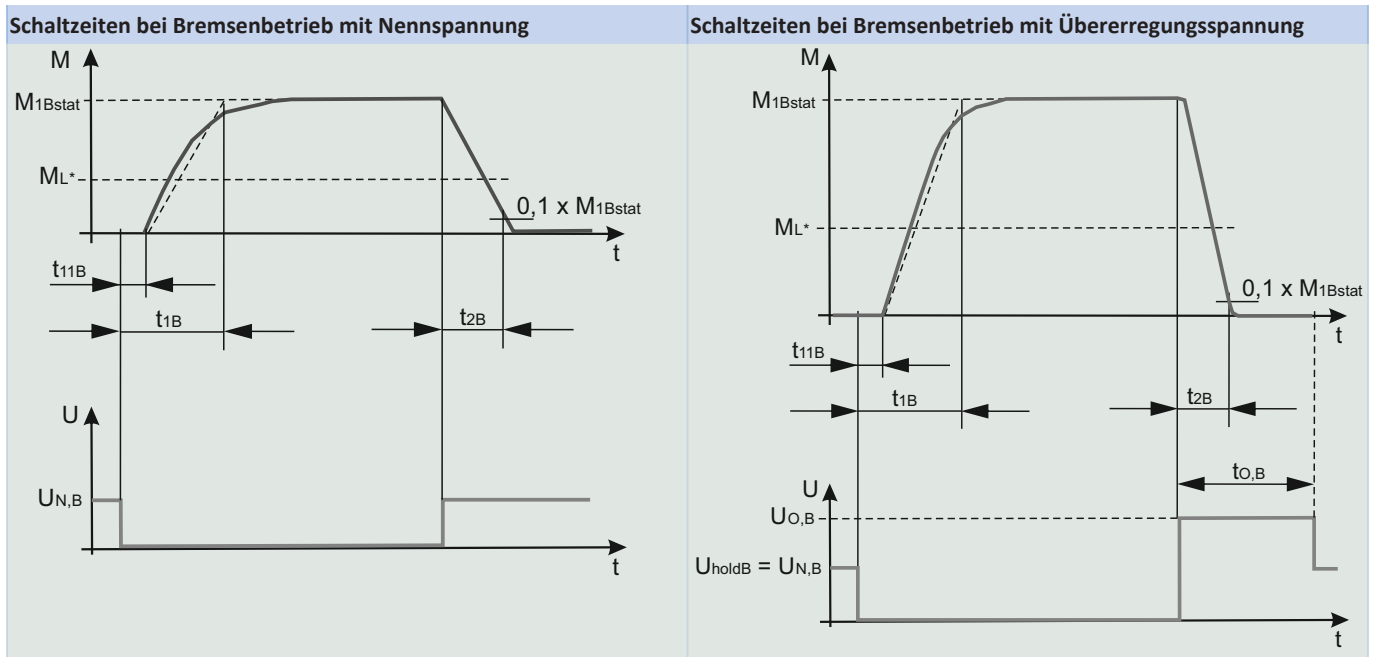 Schaltzeiten bei Bremsenbetrieb mit Nennspannung
M
M1Bstat
ML*
0,1 x M1Bstat
t
t11B
t1B
t2B
U
UN,B
t
Schaltzeiten bei Bremsenbetrieb mit Übererregungsspannung
M
M1Bstat
ML*
0,1 x M1Bstat
t
t11B
t1B
t2B
tO,B
U
UO,B
UholdB = UN,B
t